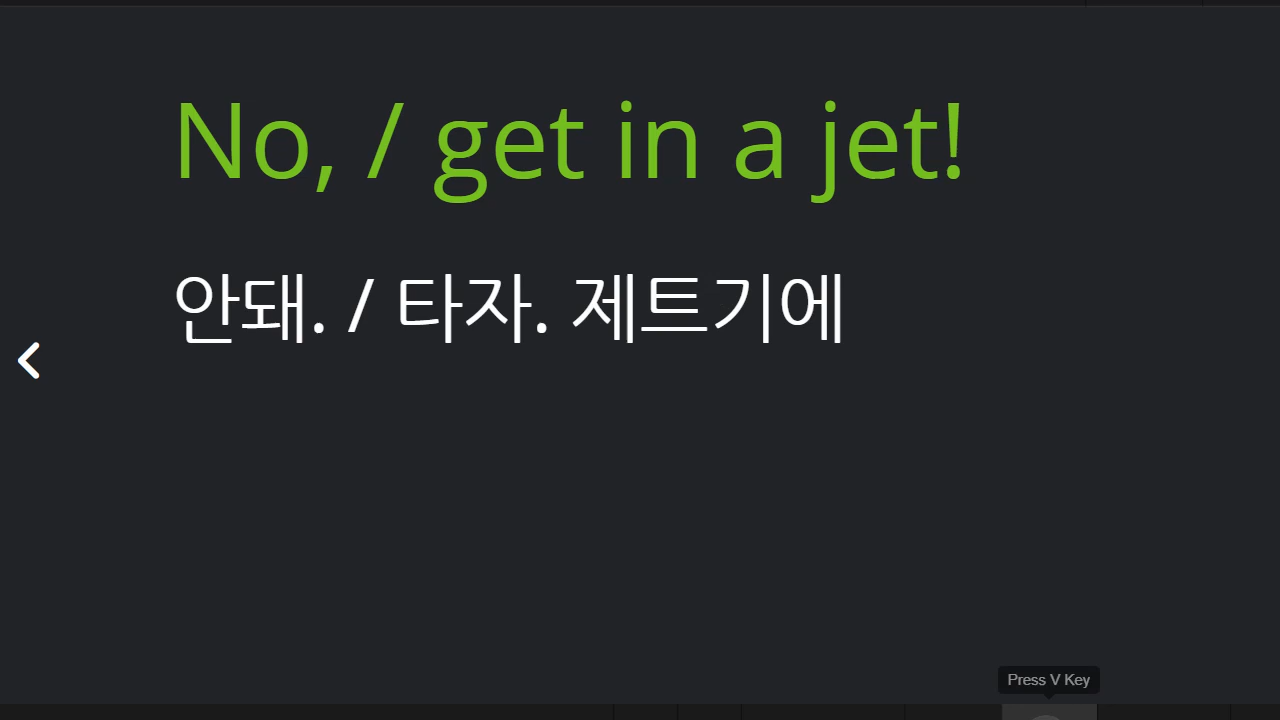 No, / get in a jet!
안돼. / 타자. 제트기에
Press V Key